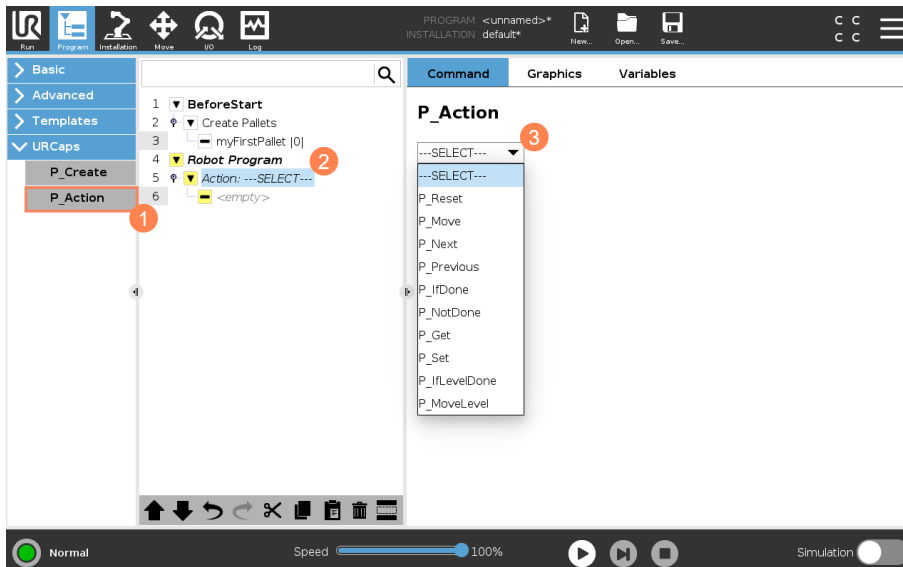 PROGRAM <unnamed>*
INSTALLATION default*
UR
Run
Program
Installation
Move
I/O
Log
New...
Open...
Save...
C C
C C
Basic
Advanced
Templates
URCaps
P_Create
P_Action
1
1 BeforeStart
2 Create Pallets
3 myFirstPallet |0|
4 Robot Program
2
5 Action: ---SELECT---
6 <empty>
Command Graphics Variables
P_Action
3
---SELECT---
---SELECT---
P_Reset
P_Move
P_Next
P_Previous
P_IfDone
P_NotDone
P_Get
P_Set
P_IfLevelDone
P_MoveLevel
Normal
Speed 100%
Simulation